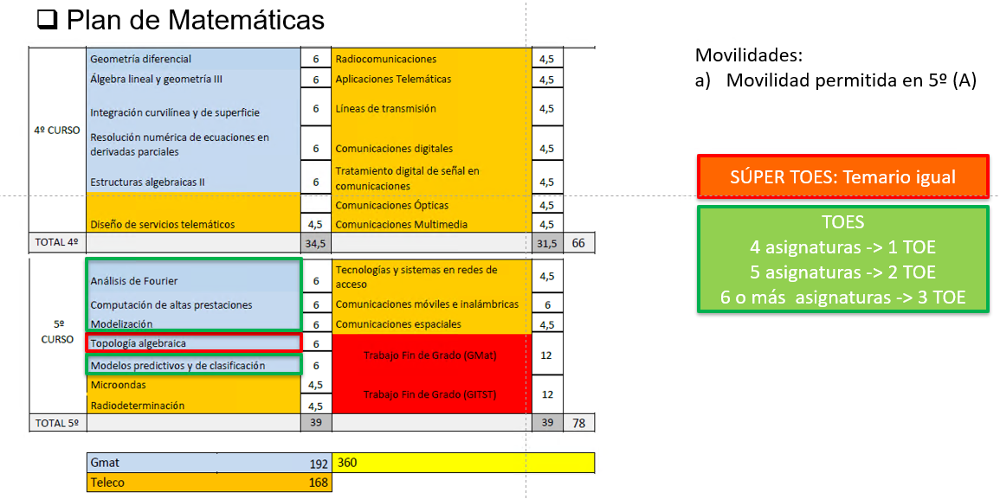 Plan de Matemáticas
Movilidades:
a) Movilidad permitida en 5º (A)
SÚPER TOES: Temario igual
TOES
4 asignaturas -> 1 TOE
5 asignaturas -> 2 TOE
6 o más asignaturas -> 3 TOE
4º CURSO
Geometría diferencial 6 Radiocomunicaciones 4,5
Álgebra lineal y geometría III 6 Aplicaciones Telemáticas 4,5
Integración curvilínea y de superficie 6 Líneas de transmisión 4,5
Resolución numérica de ecuaciones en
derivadas parciales 6 Comunicaciones digitales 4,5
Estructuras algebraicas II 6 Tratamiento digital de señal en
comunicaciones 4,5
Comunicaciones Ópticas 4,5
Diseño de servicios telemáticos 4,5 Comunicaciones Multimedia 4,5
TOTAL 4º 34,5 31,5 66
5º
CURSO
Análisis de Fourier 6 Tecnologías y sistemas en redes de
acceso 4,5
Computación de altas prestaciones 6 Comunicaciones móviles e inalámbricas 6
Modelización 6 Comunicaciones espaciales 4,5
Topología algebraica 6 Trabajo Fin de Grado (GMat) 12
Modelos predictivos y de clasificación 6
Microondas 4,5 Trabajo Fin de Grado (GITST) 12
Radiodeterminación 4,5
TOTAL 5º 39 39 78
Gmat 192 360
Teleco 168